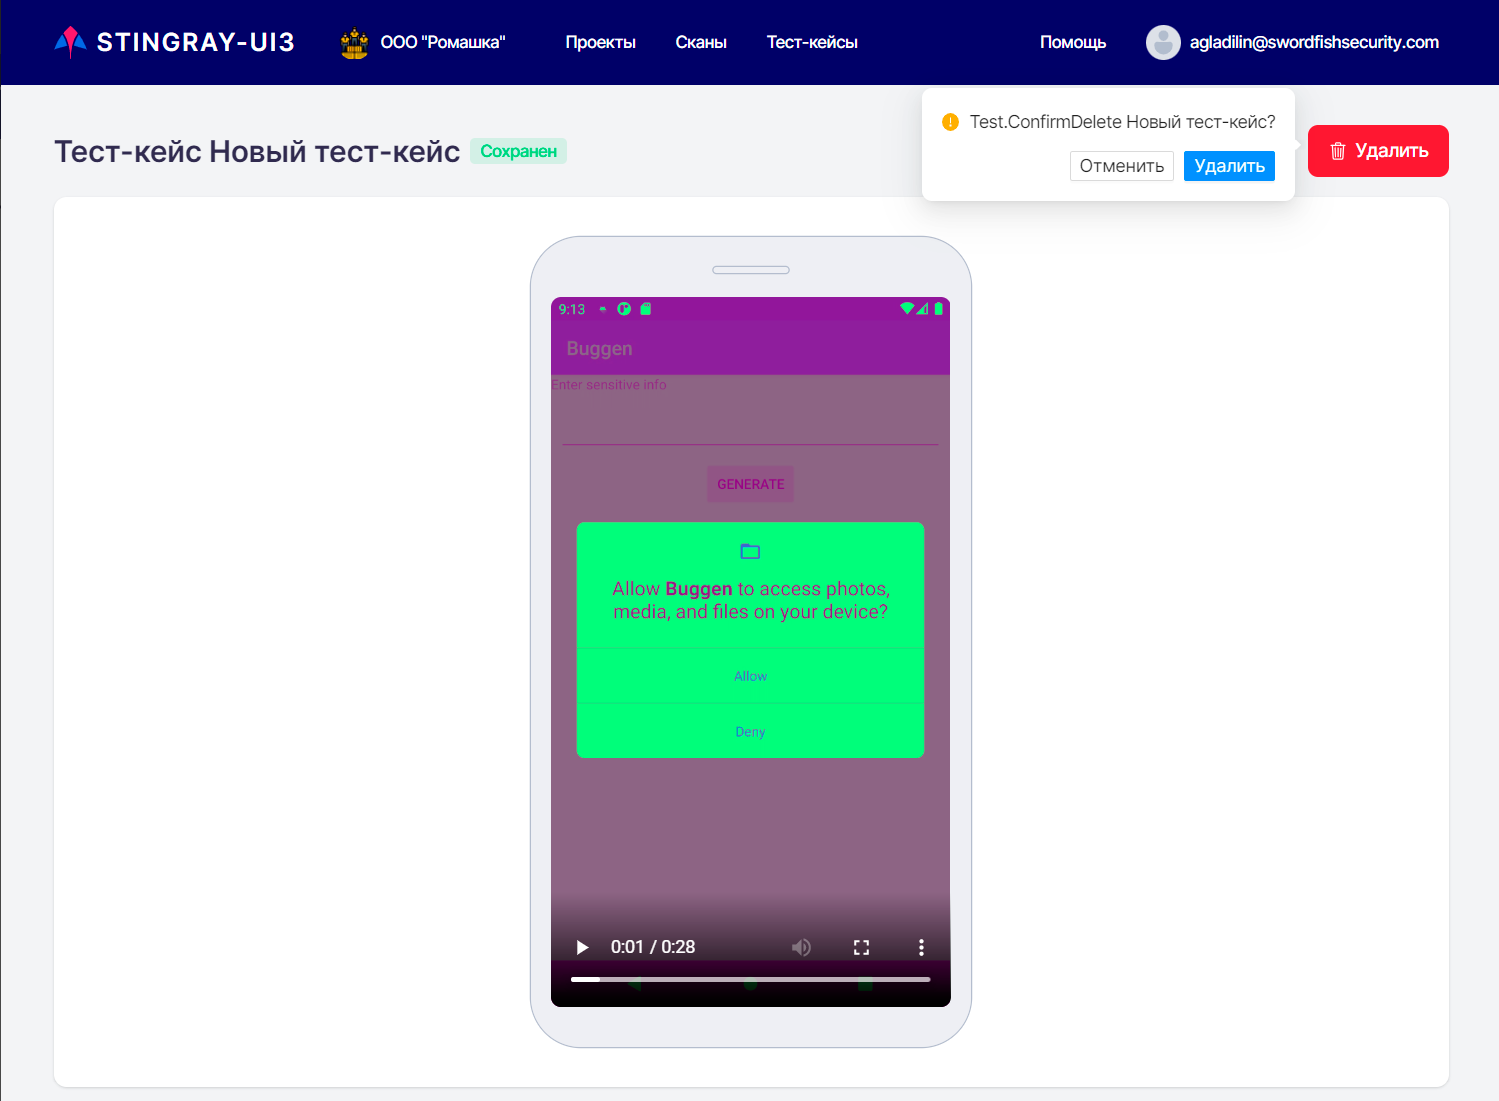 STINGRAY-UI3
ООО "Ромашка"
Проекты
Сканы
Тест-кейсы
Помощь
agladilin@swordfishsecurity.com
Test.ConfirmDelete Новый тест-кейс?
Отменить
Удалить
Удалить
Тест-кейс Новый тест-кейс
Сохранен
9:13
Buggen
Enter sensitive info
GENERATE
Allow Buggen to access photos,
media, and files on your device?
Allow
Deny
0:01 / 0:28